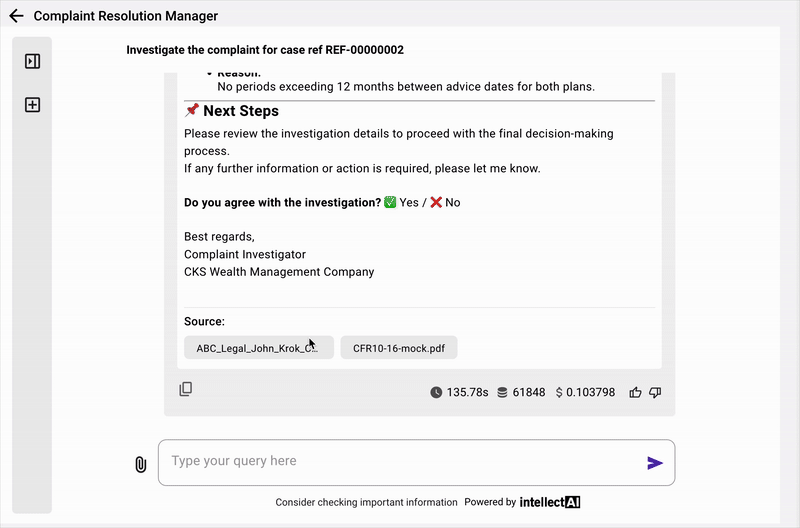 Complaint Resolution Manager
Investigate the complaint for case ref REF-00000002
• Reason:
No periods exceeding 12 months between advice dates for both plans.
📌 Next Steps
Please review the investigation details to proceed with the final decision-making
process.
If any further information or action is required, please let me know.
Do you agree with the investigation? ✅ Yes / ❌ No
Best regards,
Complaint Investigator
CKS Wealth Management Company
Source:
ABC_Legal_John_Krok_C... CFR10-16-mock.pdf
135.78s 61848 $ 0.103798
Type your query here
Consider checking important information Powered by intellectAI